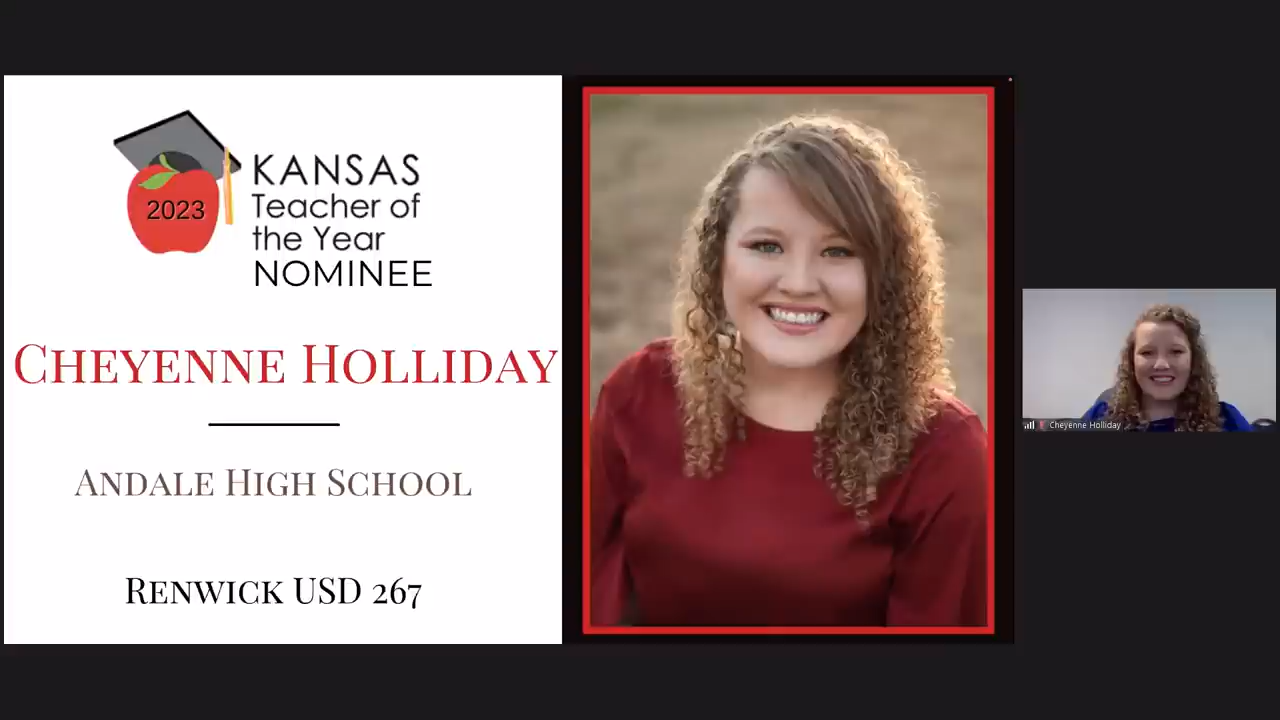 2023
KANSAS
Teacher of
the Year
NOMINEE
Cheyenne Holliday
Andale High School
Renwick USD 267
Cheyenne Holliday